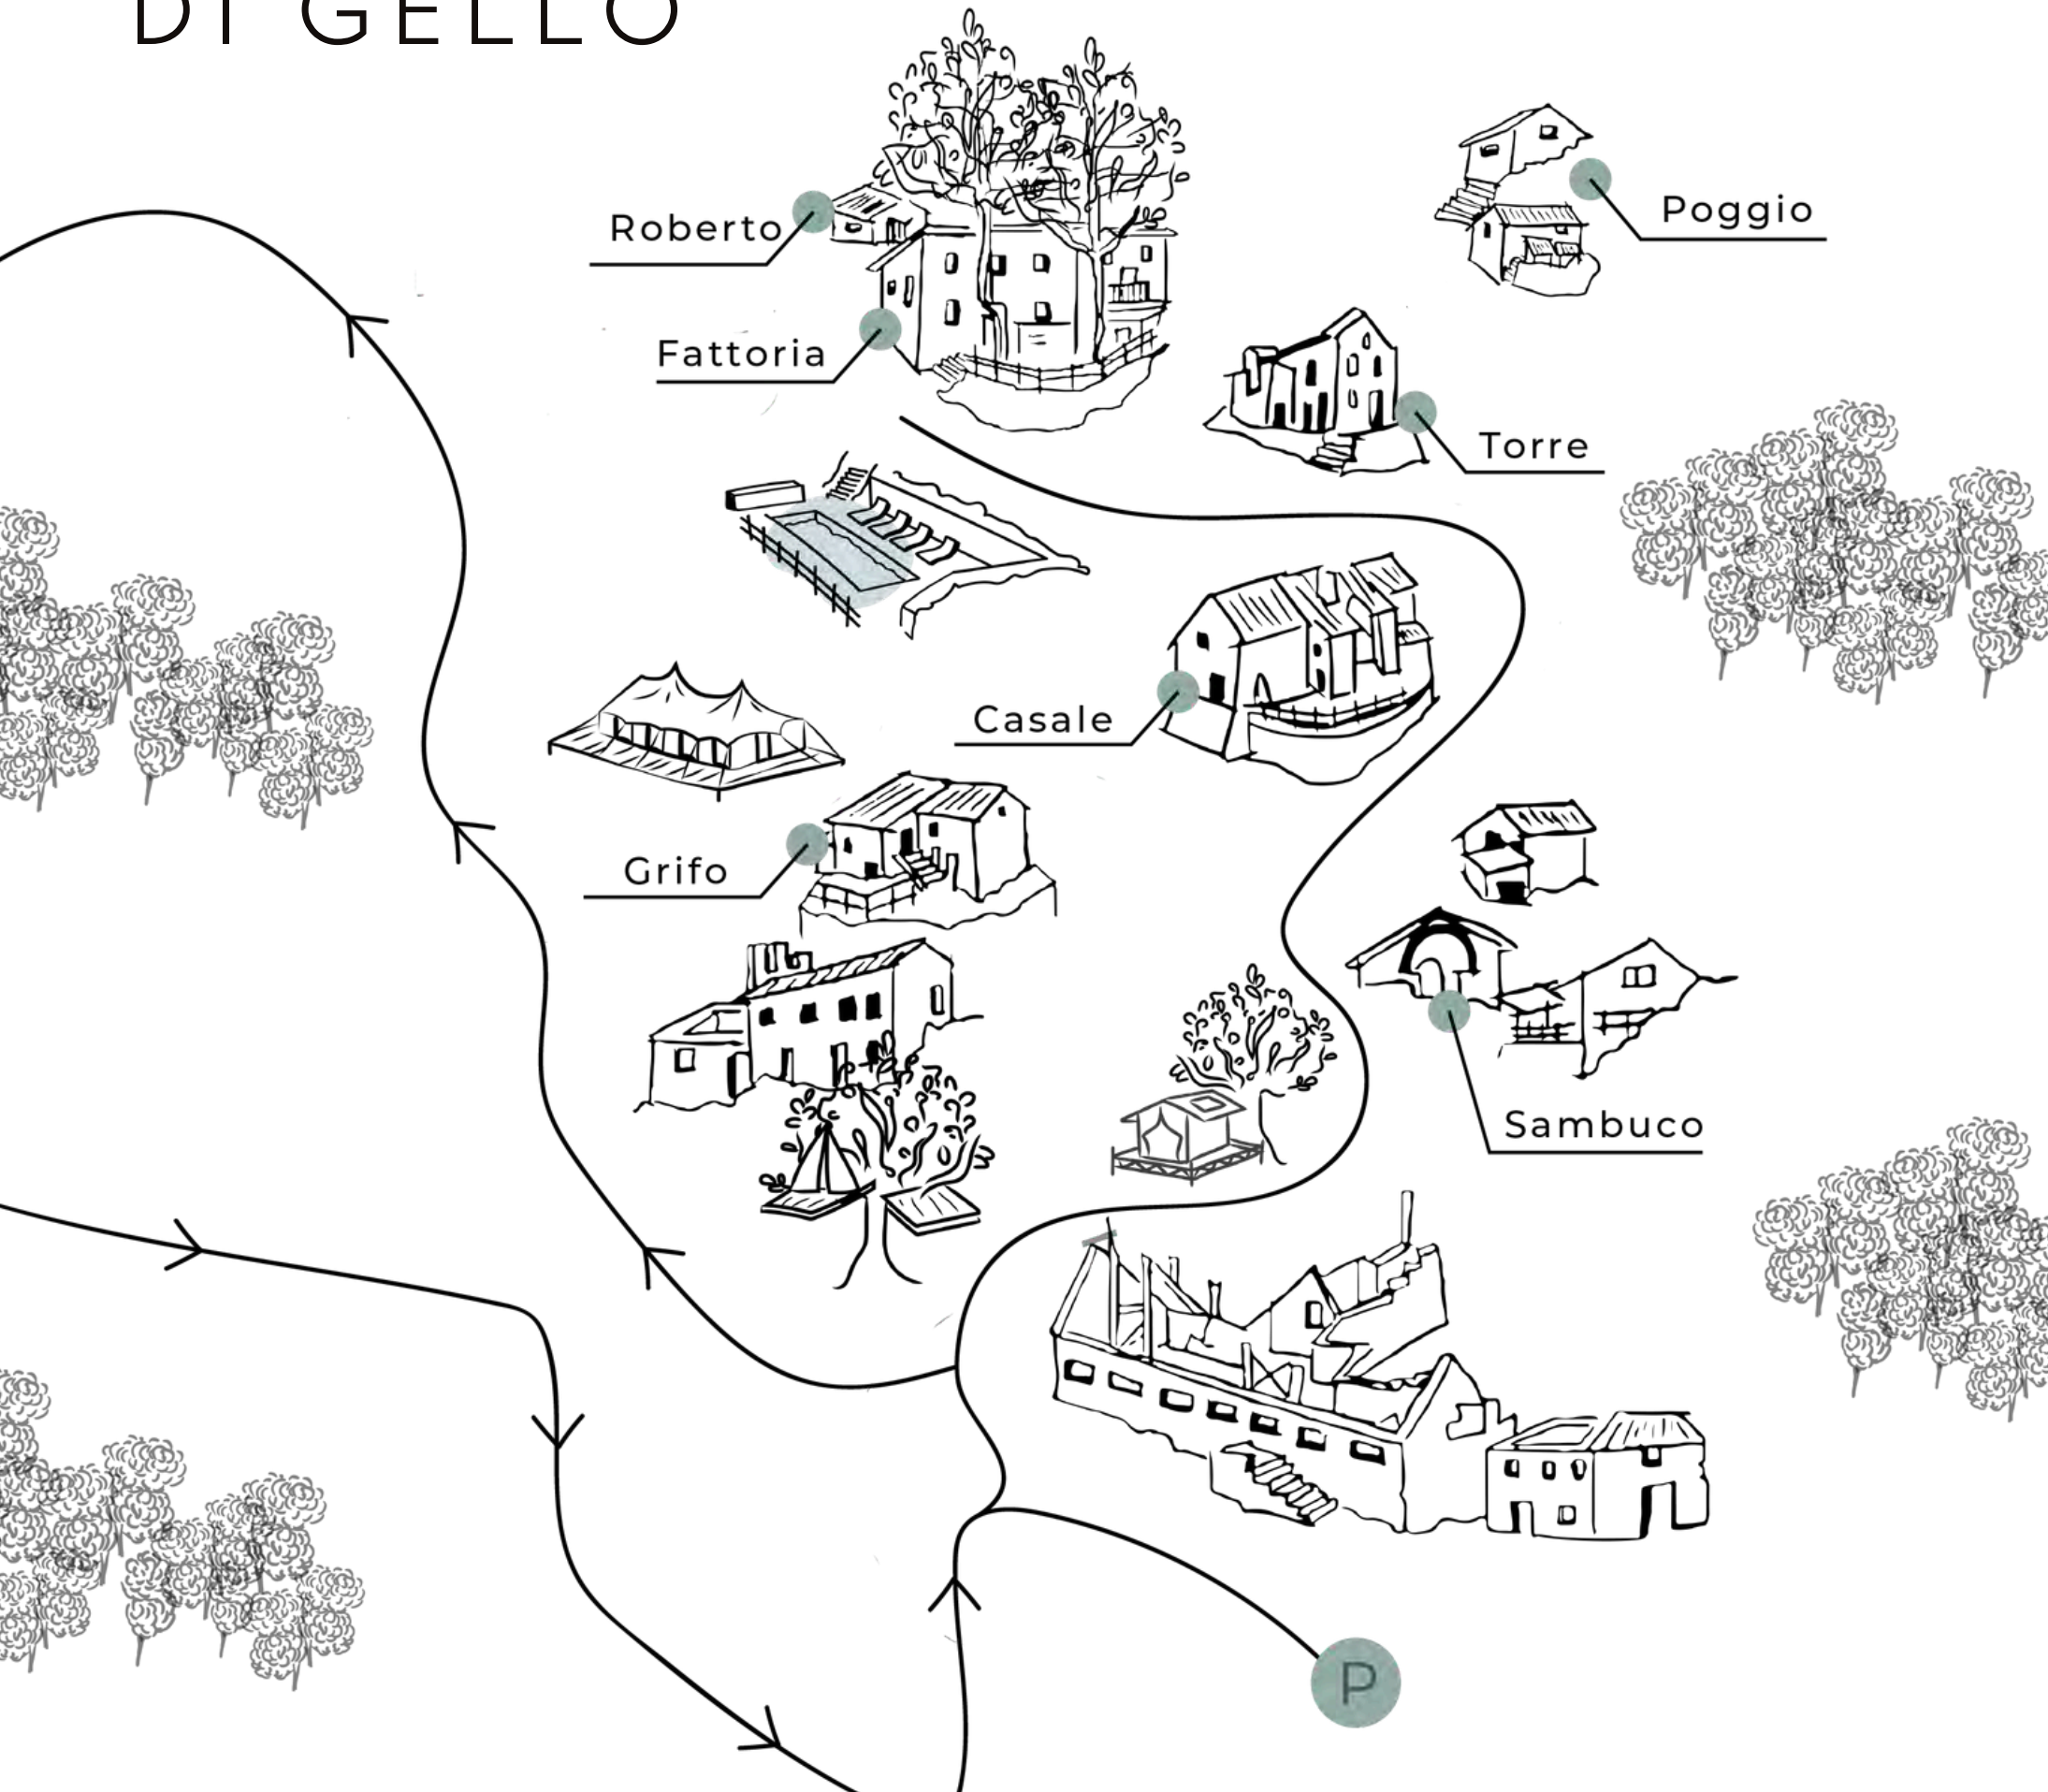 DI GELLO
Roberto
Poggio
Fattoria
Torre
Casale
Grifo
Sambuco
P